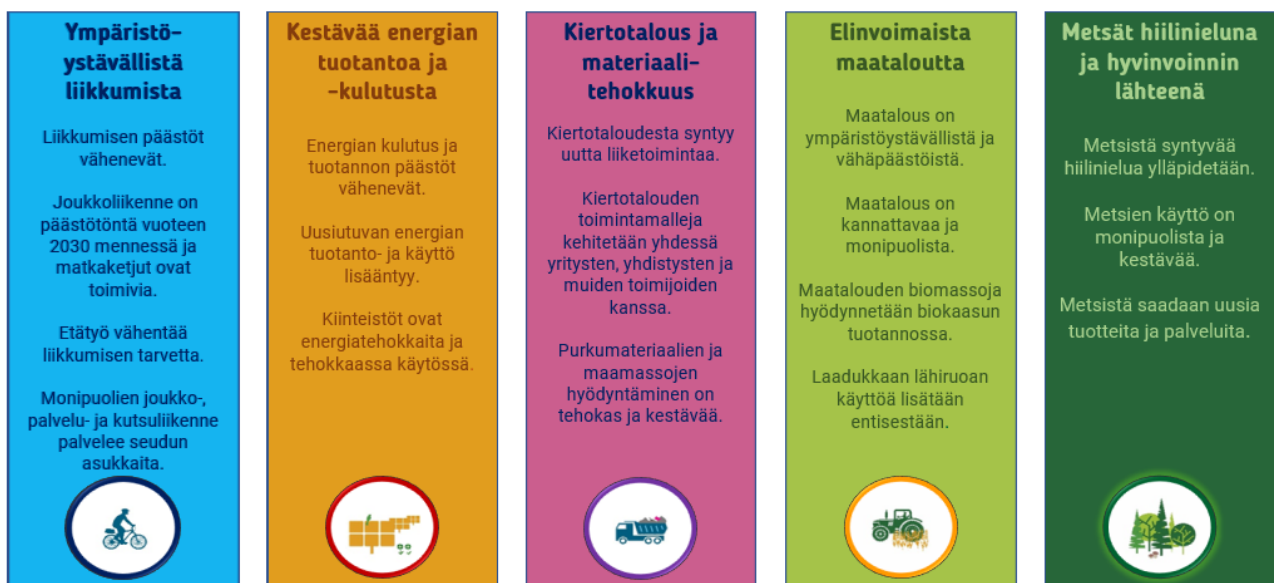 Ympäristö-
ystävällistä
liikkumista
Liikkumisen päästöt
vähenevät.
Joukkoliikenne on
päästötöntä vuoteen
2030 mennessä ja
matkaketjut ovat
toimivia.
Etätyö vähentää
liikkumisen tarvetta.
Monipuolien joukko-,
palvelu- ja kutsuliikenne
palvelee seudun
asukkaita.
Kestävää energian
tuotantoa ja
-kulutusta
Energian kulutus ja
tuotannon päästöt
vähenevät.
Uusiutuvan energian
tuotanto- ja käyttö
lisääntyy.
Kiinteistöt ovat
energiatehokkaita ja
tehokkaassa käytössä.
Kiertotalous ja
materiaali-
tehokkuus
Kiertotaloudesta syntyy
uutta liiketoimintaa.
Kiertotalouden
toimintamalleja
kehitetään yhdessä
yritysten, yhdistysten ja
muiden toimijoiden
kanssa.
Purkumateriaalien ja
maamassojen
hyödyntäminen on
tehokas ja kestävää.
Elinvoimaista
maataloutta
Maatalous on
ympäristöystävällistä ja
vähäpäästöistä.
Maatalous on
kannattavaa ja
monipuolista.
Maatalouden biomassoja
hyödynnetään biokaasun
tuotannossa.
Laadukkaan lähiruoan
käyttöä lisätään
entisestään.
Metsät hiilinieluna
ja hyvinvoinnin
lähteenä
Metsistä syntyvää
hiilinielua ylläpidetään.
Metsien käyttö on
monipuolista ja
kestävää.
Metsistä saadaan uusia
tuotteita ja palveluita.